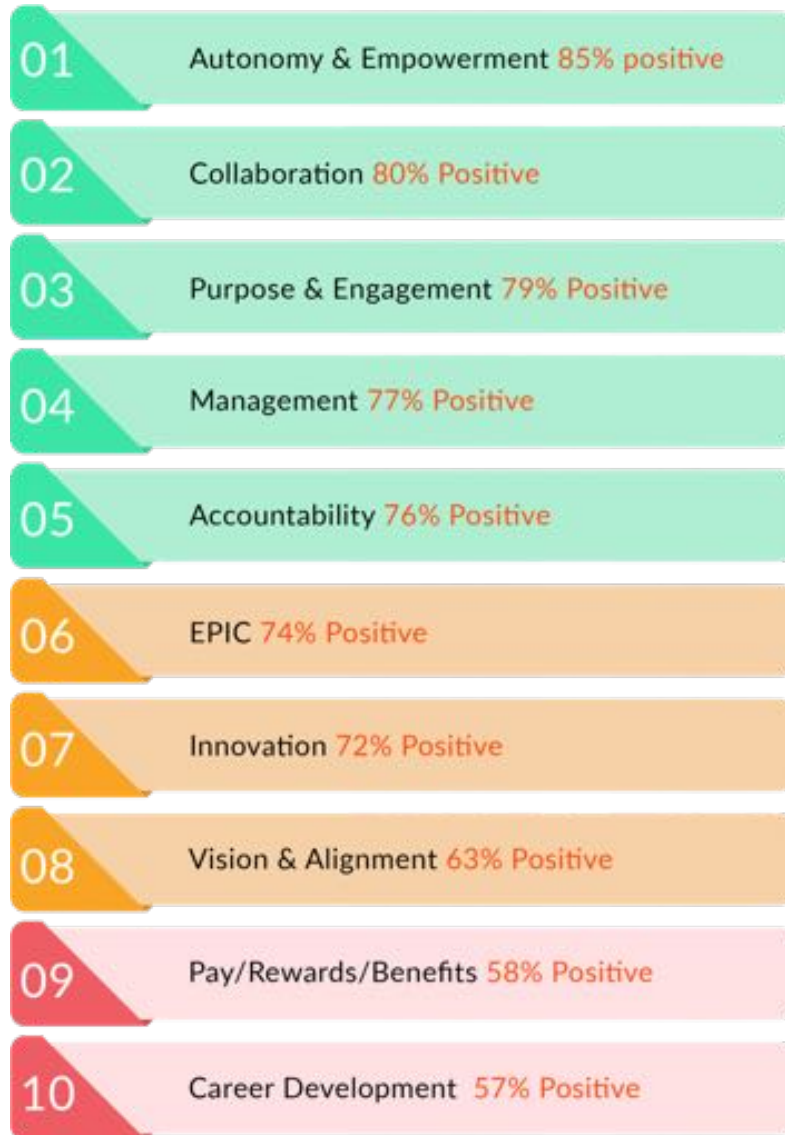 01 Autonomy & Empowerment 85% positive
02 Collaboration 80% Positive
03 Purpose & Engagement 79% Positive
04 Management 77% Positive
05 Accountability 76% Positive
06 EPIC 74% Positive
07 Innovation 72% Positive
08 Vision & Alignment 63% Positive
09 Pay/Rewards/Benefits 58% Positive
10 Career Development 57% Positive